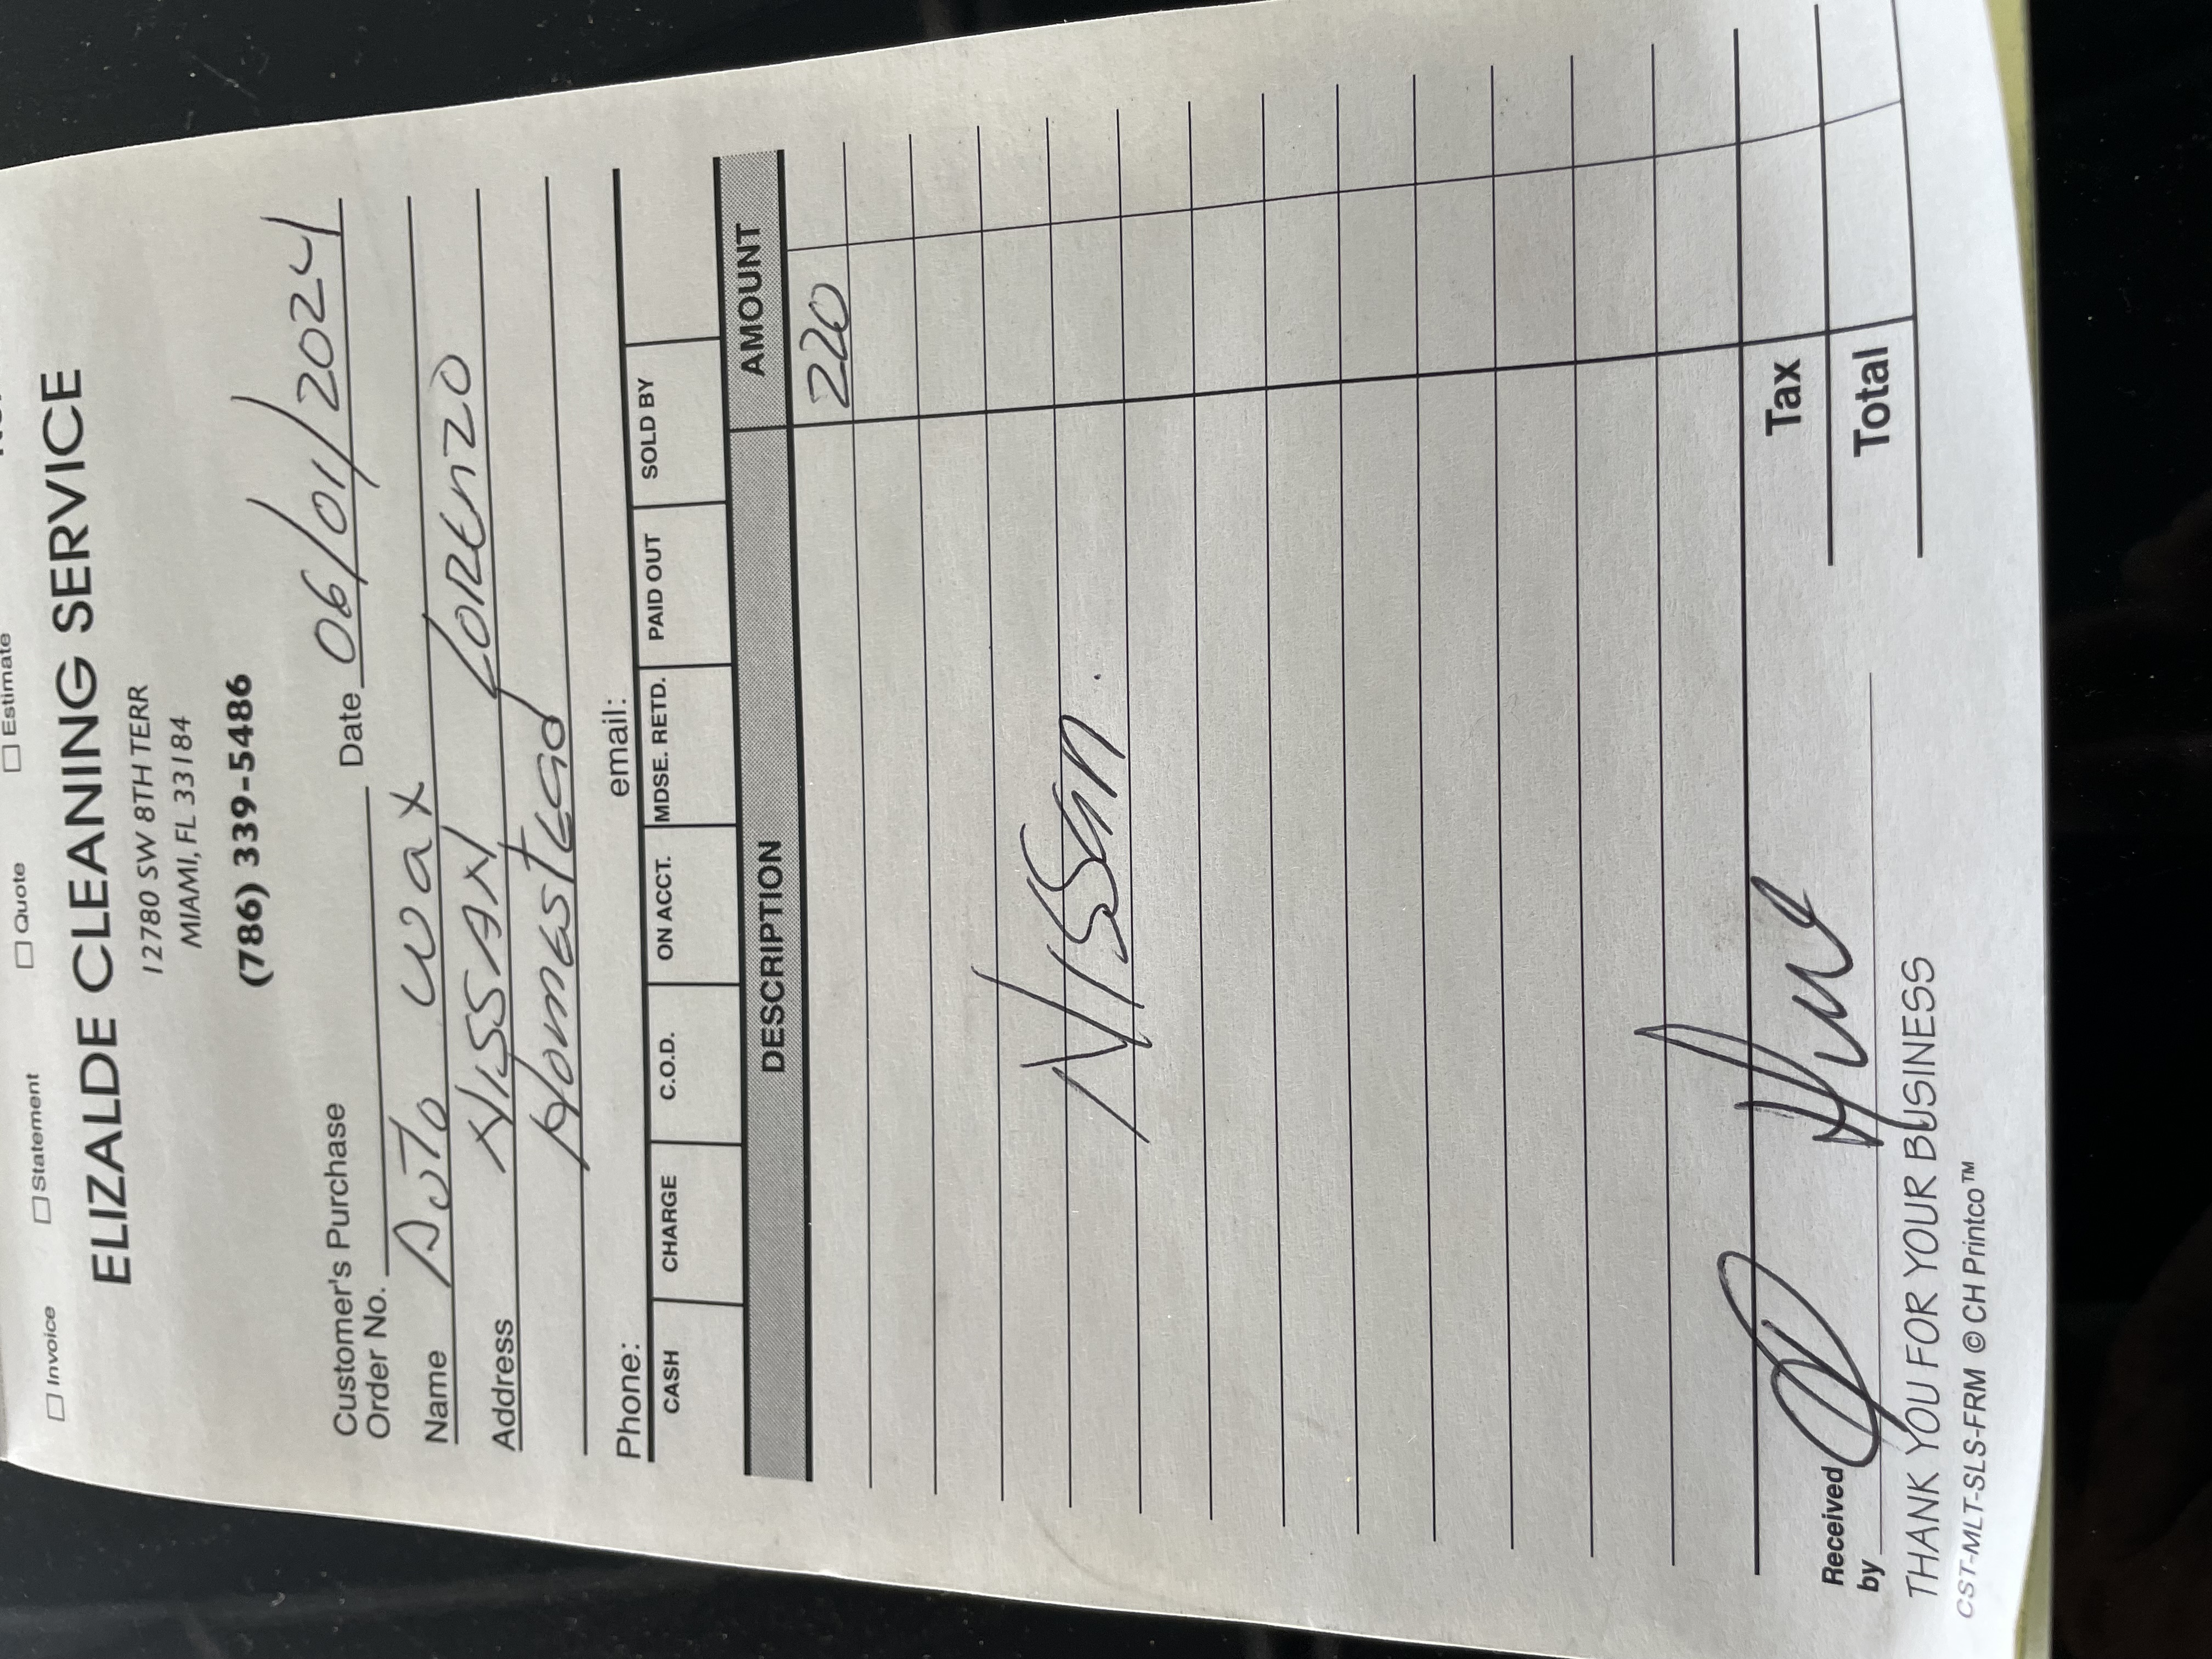 ☐ Invoice ☐ Statement ☐ Quote ☐ Estimate
ELIZALDE CLEANING SERVICE
12780 SW 8TH TERR
MIAMI, FL 33184
(786) 339-5486
Customer's Purchase
Order No. Date 06/01/2024
Name Auto wax
Address NISSAN LORENZO
Homestead
Phone: email:
CASH CHARGE C.O.D. ON ACCT. MDSE. RETD. PAID OUT SOLD BY
DESCRIPTION AMOUNT
220
Nissan.
Tax
Received
by Total
THANK YOU FOR YOUR BUSINESS
CST-MLT-SLS-FRM © CH Printco™